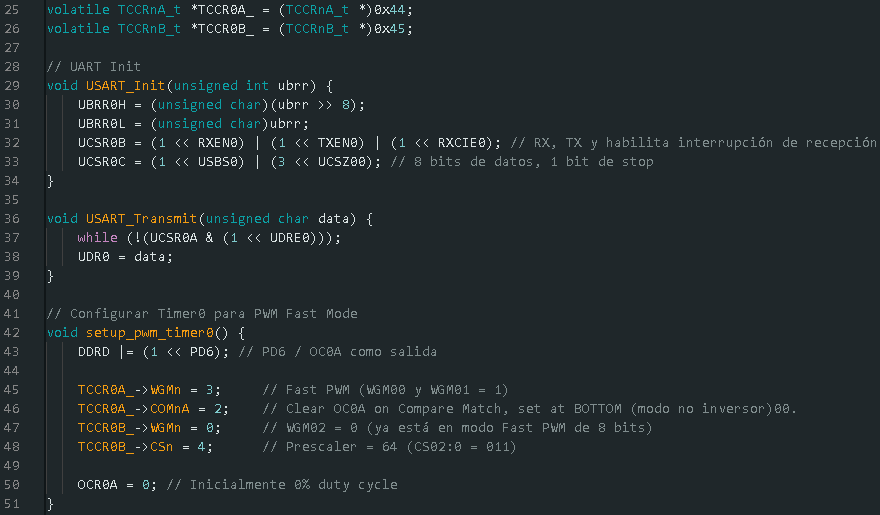 25 volatile TCCRnA_t *TCCR0A_ = (TCCRnA_t *)0x44;
26 volatile TCCRnB_t *TCCR0B_ = (TCCRnB_t *)0x45;
27
28 // UART Init
29 void USART_Init(unsigned int ubrr) {
30     UBRR0H = (unsigned char)(ubrr >> 8);
31     UBRR0L = (unsigned char)ubrr;
32     UCSR0B = (1 << RXEN0) | (1 << TXEN0) | (1 << RXCIE0); // RX, TX y habilita interrupción de recepción
33     UCSR0C = (1 << USBS0) | (3 << UCSZ00); // 8 bits de datos, 1 bit de stop
34 }
35
36 void USART_Transmit(unsigned char data) {
37     while (!(UCSR0A & (1 << UDRE0)));
38     UDR0 = data;
39 }
40
41 // Configurar Timer0 para PWM Fast Mode
42 void setup_pwm_timer0() {
43     DDRD |= (1 << PD6); // PD6 / OC0A como salida
44
45     TCCR0A_->WGMn = 3;     // Fast PWM (WGM00 y WGM01 = 1)
46     TCCR0A_->COMnA = 2;    // Clear OC0A on Compare Match, set at BOTTOM (modo no inversor)00.
47     TCCR0B_->WGMn = 0;     // WGM02 = 0 (ya está en modo Fast PWM de 8 bits)
48     TCCR0B_->CSn = 4;      // Prescaler = 64 (CS02:0 = 011)
49
50     OCR0A = 0; // Inicialmente 0% duty cycle
51 }